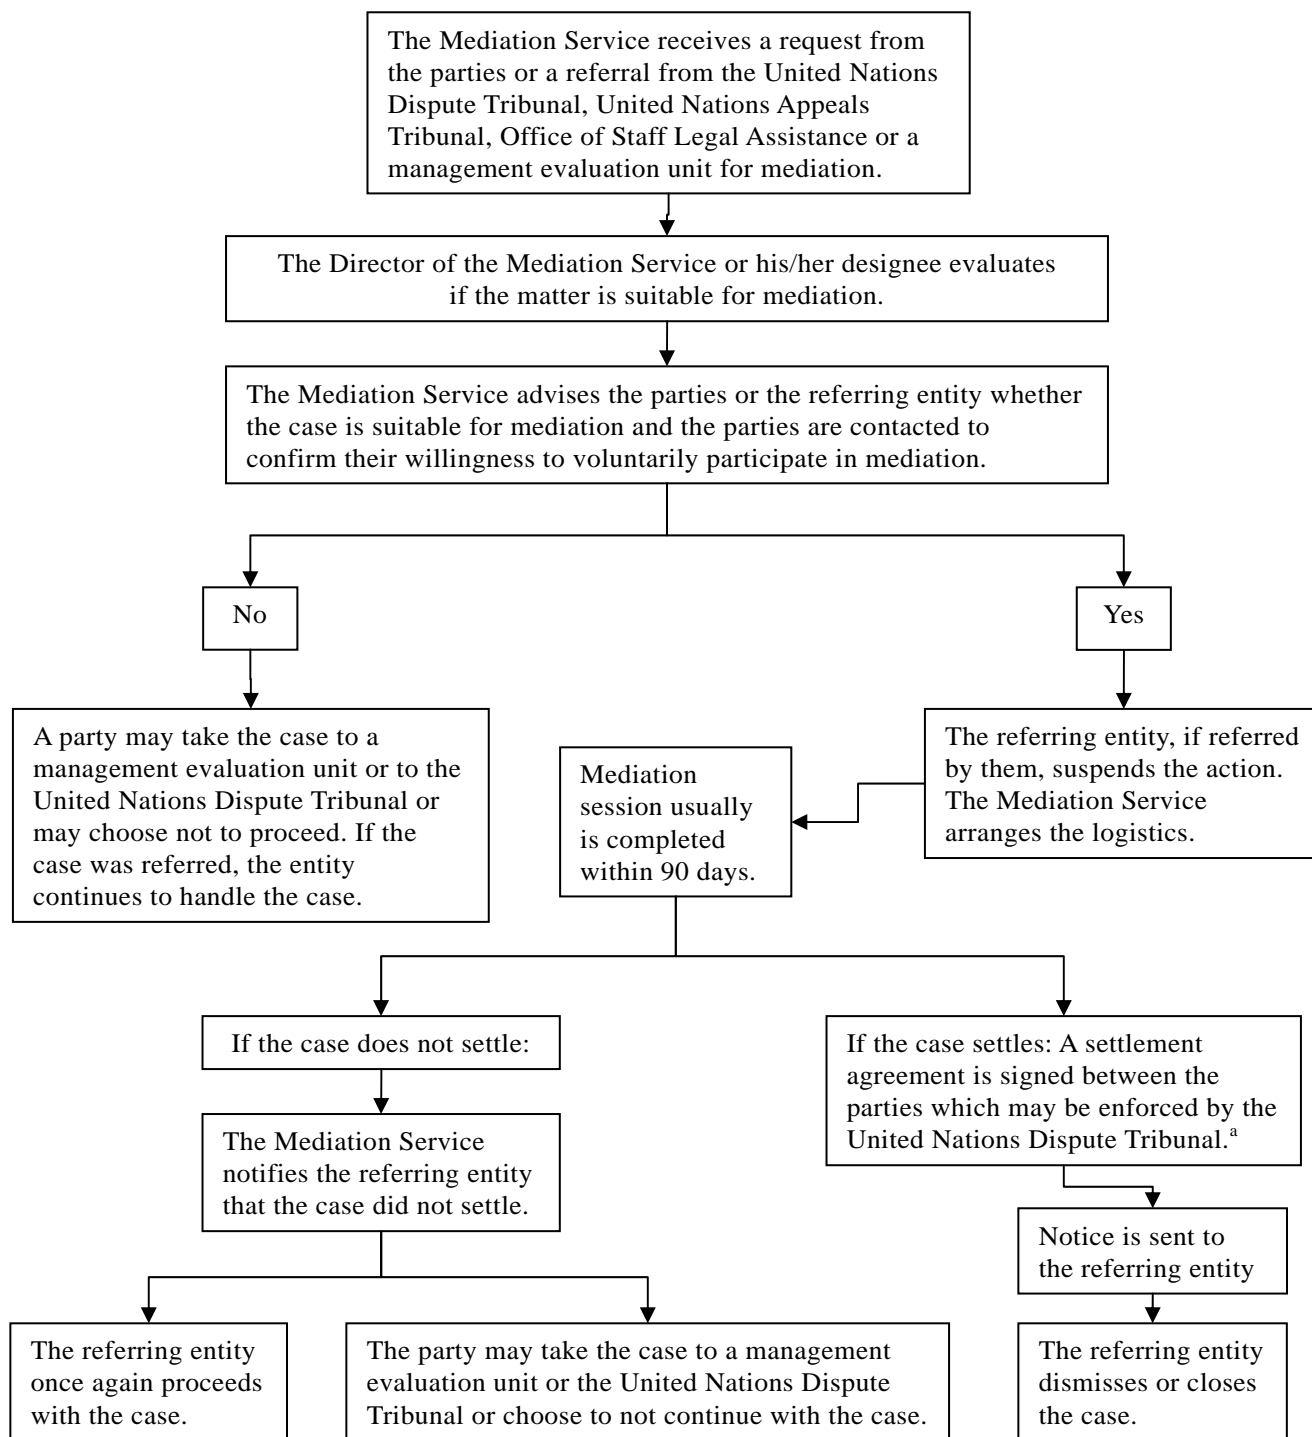 The Mediation Service receives a request from
the parties or a referral from the United Nations
Dispute Tribunal, United Nations Appeals
Tribunal, Office of Staff Legal Assistance or a
management evaluation unit for mediation.
The Director of the Mediation Service or his/her designee evaluates
if the matter is suitable for mediation.
The Mediation Service advises the parties or the referring entity whether
the case is suitable for mediation and the parties are contacted to
confirm their willingness to voluntarily participate in mediation.
No
Yes
A party may take the case to a
management evaluation unit or to the
United Nations Dispute Tribunal or
may choose not to proceed. If the
case was referred, the entity
continues to handle the case.
Mediation
session usually
is completed
within 90 days.
The referring entity, if referred
by them, suspends the action.
The Mediation Service
arranges the logistics.
If the case does not settle:
If the case settles: A settlement
agreement is signed between the
parties which may be enforced by the
United Nations Dispute Tribunal.a
The Mediation Service
notifies the referring entity
that the case did not settle.
Notice is sent to
the referring entity
The referring entity
once again proceeds
with the case.
The party may take the case to a management
evaluation unit or the United Nations Dispute
Tribunal or choose to not continue with the case.
The referring entity
dismisses or closes
the case.